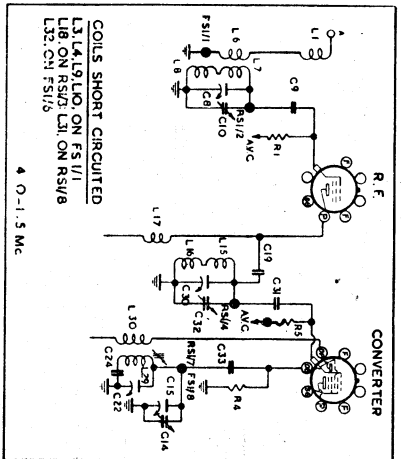 R.F.
CONVERTER
F
P
F
P
A
L1
FS1/1
L6
L7
L8
C9
R1
A.V.C.
RS1/2
C8
C10
L17
C19
L15
L16
C31
R5
A.V.C.
RS1/4
C30
C32
L30
C33
R4
RS1/7
FS1/8
L29
C24
C15
C22
C14
COILS SHORT CIRCUITED
L3, L4, L9, L10, ON FS 1/1
L18. ON RS1/3: L31. ON RS1/8
L32. ON FS1/6
4.0-1.5 Mc